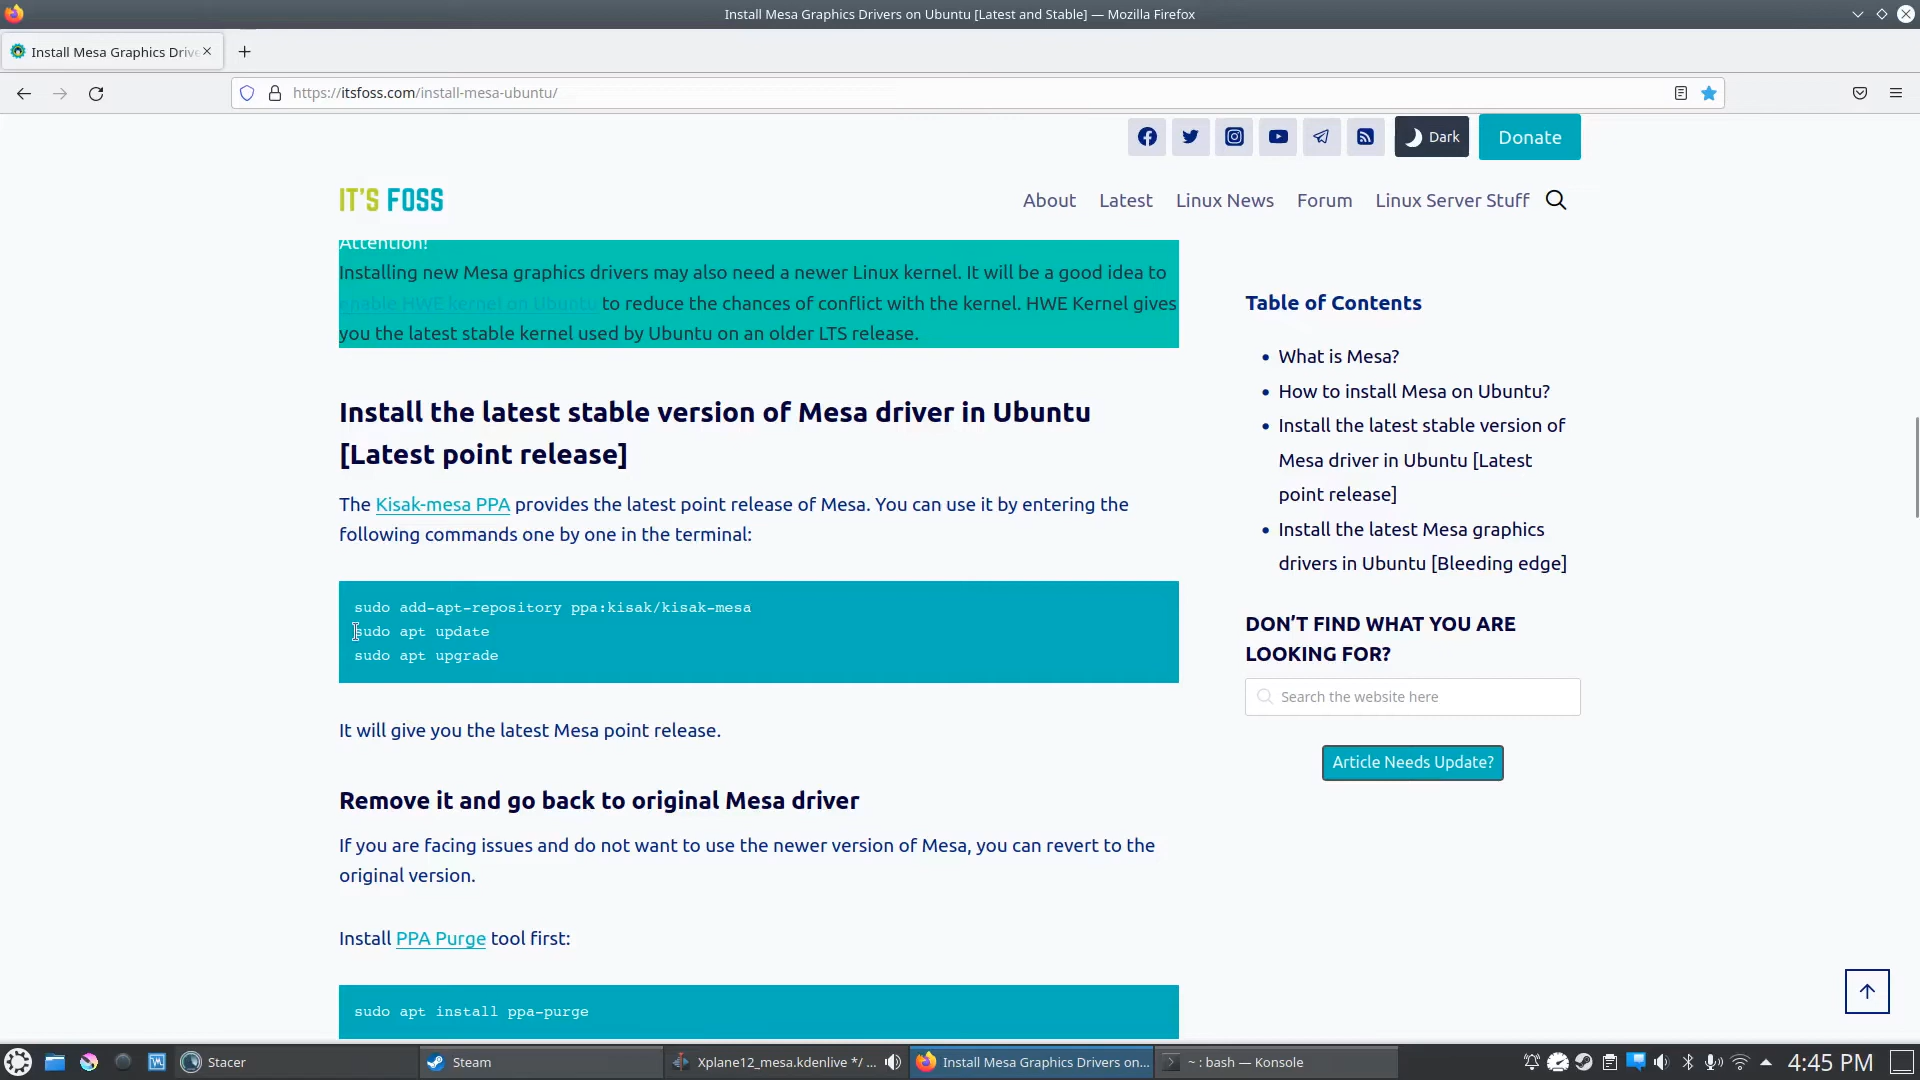 Install Mesa Graphics Drivers on Ubuntu [Latest and Stable] — Mozilla Firefox
Install Mesa Graphics Drive
https://itsfoss.com/install-mesa-ubuntu/
Dark
Donate
IT'S FOSS
About
Latest
Linux News
Forum
Linux Server Stuff
Attention!
Installing new Mesa graphics drivers may also need a newer Linux kernel. It will be a good idea to
enable HWE kernel on Ubuntu to reduce the chances of conflict with the kernel. HWE Kernel gives
you the latest stable kernel used by Ubuntu on an older LTS release.
Install the latest stable version of Mesa driver in Ubuntu
[Latest point release]
The Kisak-mesa PPA provides the latest point release of Mesa. You can use it by entering the
following commands one by one in the terminal:
sudo add-apt-repository ppa:kisak/kisak-mesa
sudo apt update
sudo apt upgrade
It will give you the latest Mesa point release.
Remove it and go back to original Mesa driver
If you are facing issues and do not want to use the newer version of Mesa, you can revert to the
original version.
Install PPA Purge tool first:
sudo apt install ppa-purge
Table of Contents
What is Mesa?
How to install Mesa on Ubuntu?
Install the latest stable version of
Mesa driver in Ubuntu [Latest
point release]
Install the latest Mesa graphics
drivers in Ubuntu [Bleeding edge]
DON'T FIND WHAT YOU ARE
LOOKING FOR?
Search the website here
Article Needs Update?
Stacer
Steam
Xplane12_mesa.kdenlive */ ...
Install Mesa Graphics Drivers on...
~ : bash — Konsole
4:45 PM